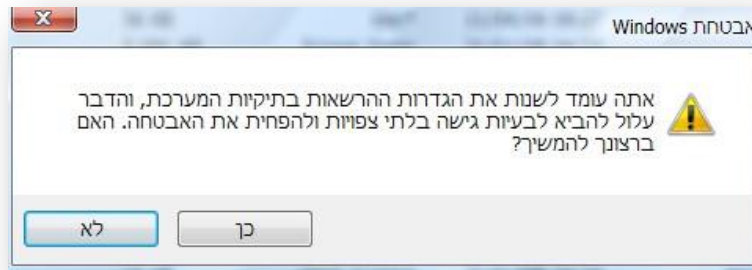 אבטחת Windows
אתה עומד לשנות את הגדרות ההרשאות בתיקיות המערכת, והדבר
עלול להביא לבעיות גישה בלתי צפויות ולהפחית את האבטחה. האם
ברצונך להמשיך?
כן
לא